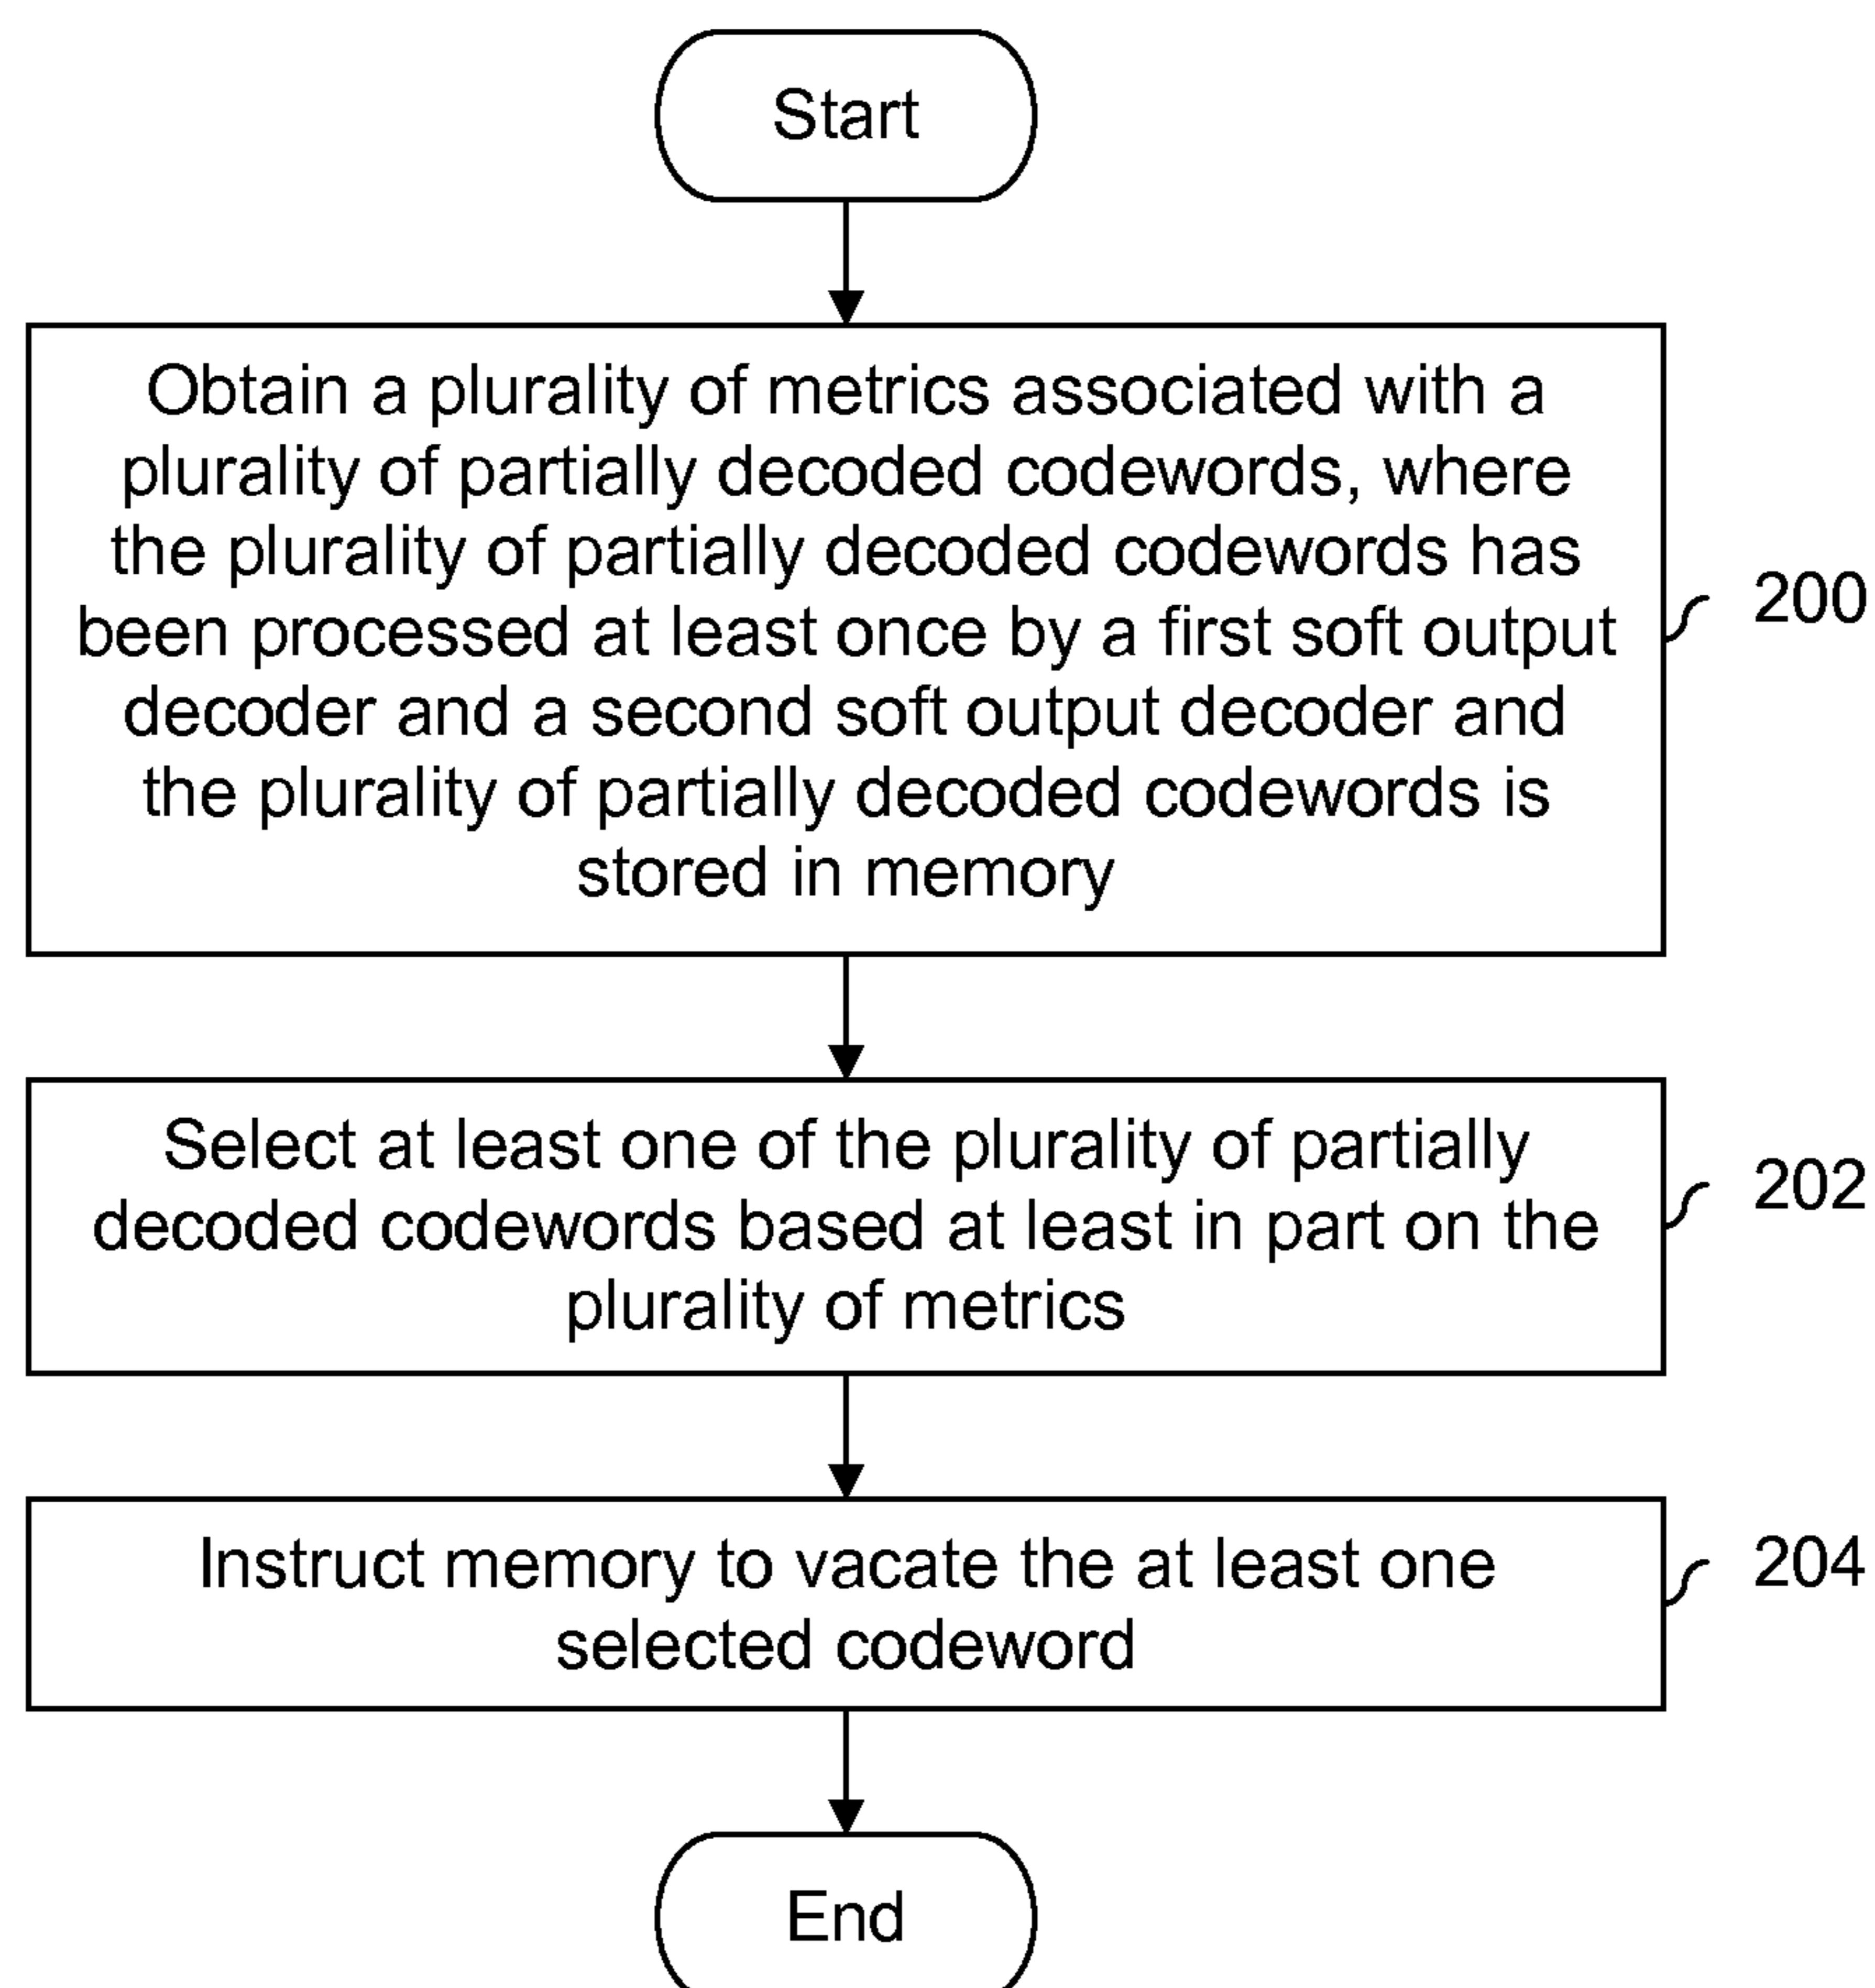 Start
Obtain a plurality of metrics associated with a
plurality of partially decoded codewords, where
the plurality of partially decoded codewords has
been processed at least once by a first soft output
decoder and a second soft output decoder and
the plurality of partially decoded codewords is
stored in memory
200
Select at least one of the plurality of partially
decoded codewords based at least in part on the
plurality of metrics
202
Instruct memory to vacate the at least one
selected codeword
204
End